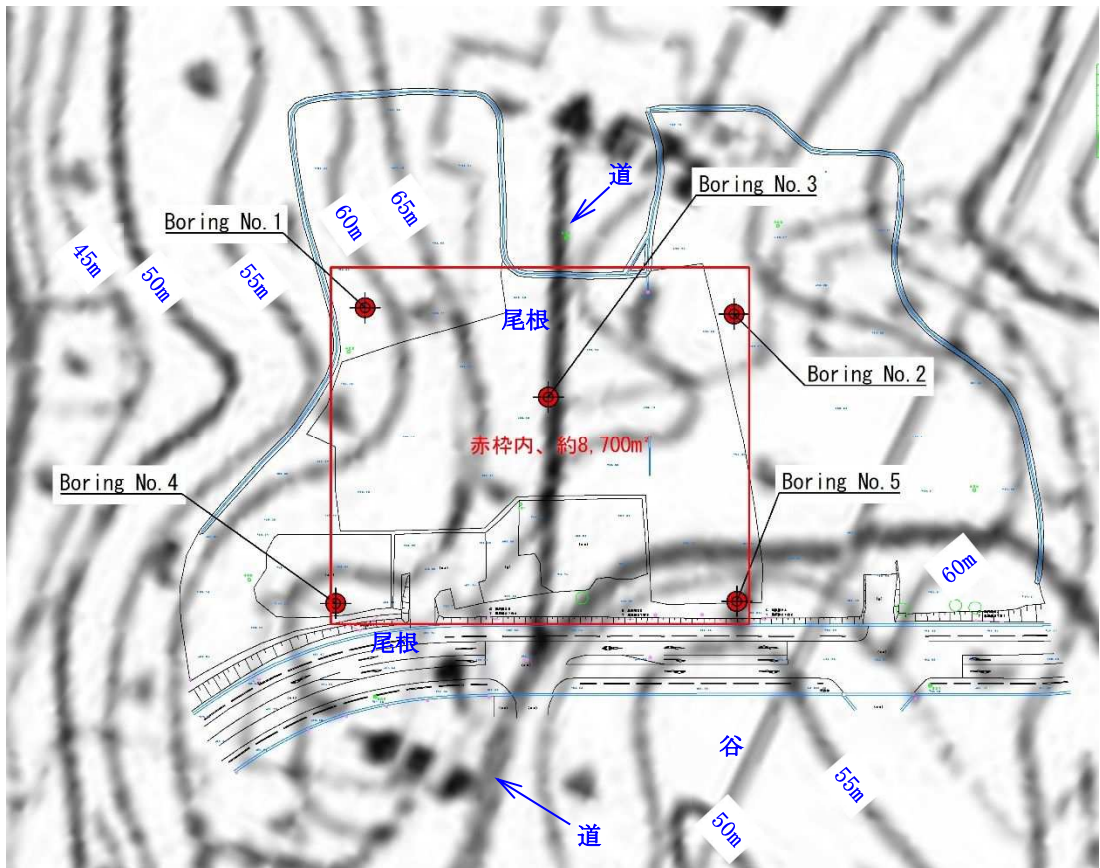 道
Boring No.3
Boring No.1
60m
65m
45m
50m
55m
尾根
Boring No.2
赤枠内、約8,700㎡
Boring No.4
Boring No.5
60m
尾根
谷
55m
道
50m